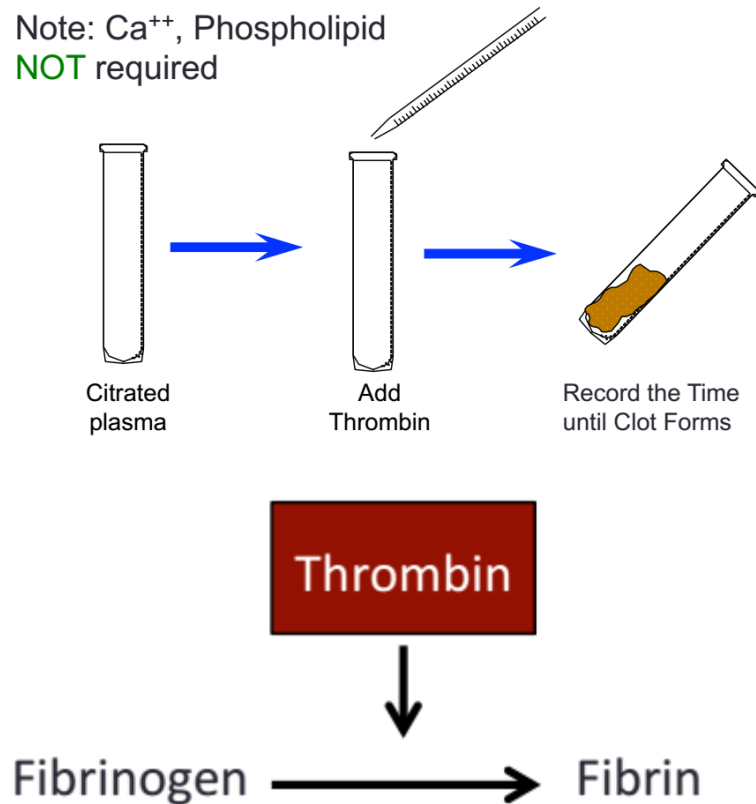 Note: Ca⁺⁺, Phospholipid
NOT required
Citrated
plasma
Add
Thrombin
Record the Time
until Clot Forms
Thrombin
Fibrinogen
Fibrin